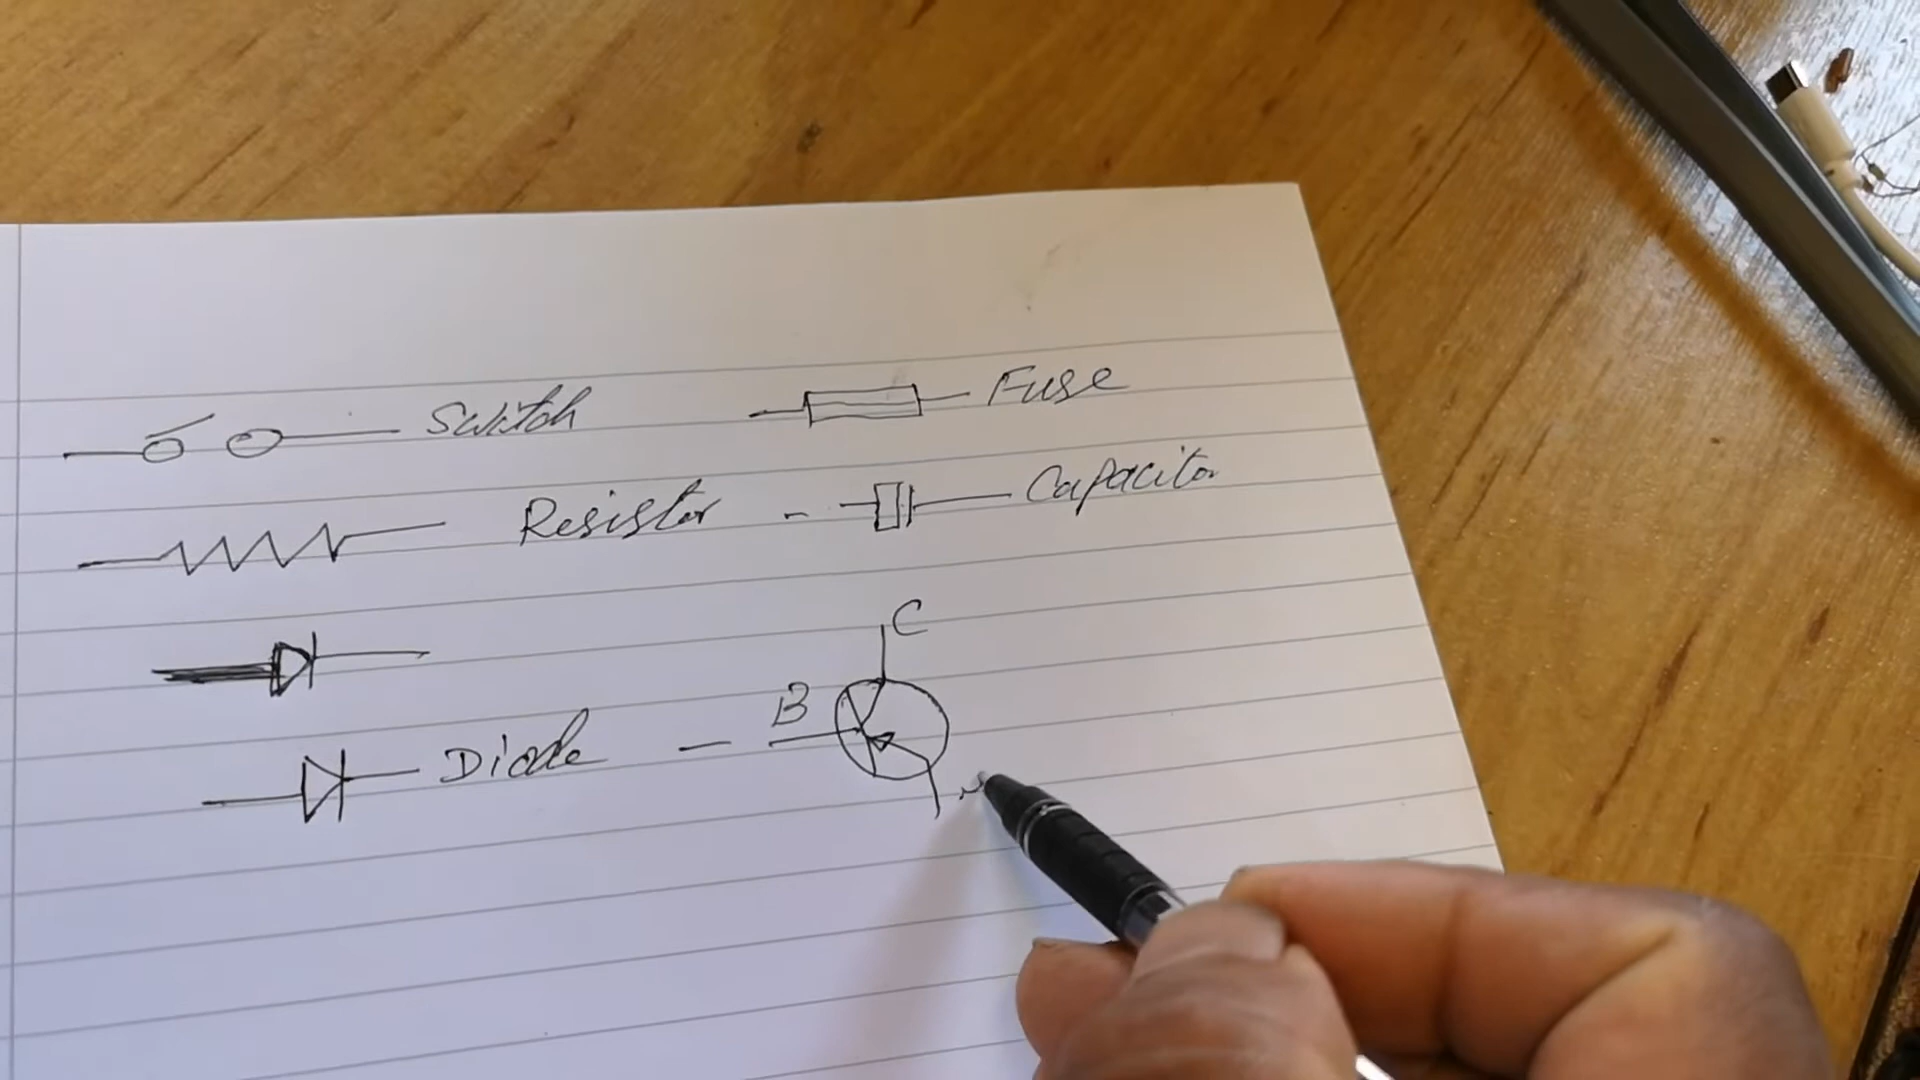 Switch Fuse
Resistor - Capacitor
C
B
Diode -